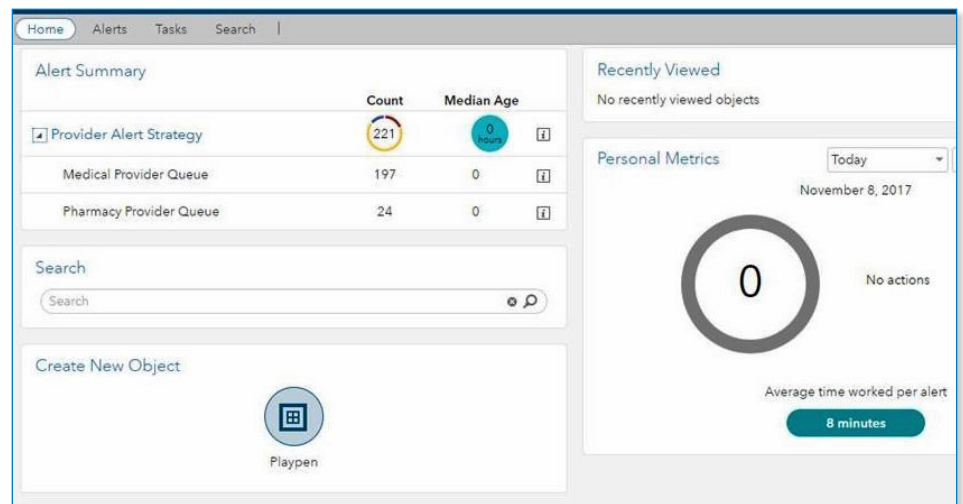 Home Alerts Tasks Search
Alert Summary
Count Median Age
Provider Alert Strategy 221 0 hours i
Medical Provider Queue 197 0 i
Pharmacy Provider Queue 24 0 i
Search
Search
Create New Object
Playpen
Recently Viewed
No recently viewed objects
Personal Metrics Today
November 8, 2017
0 No actions
Average time worked per alert
8 minutes